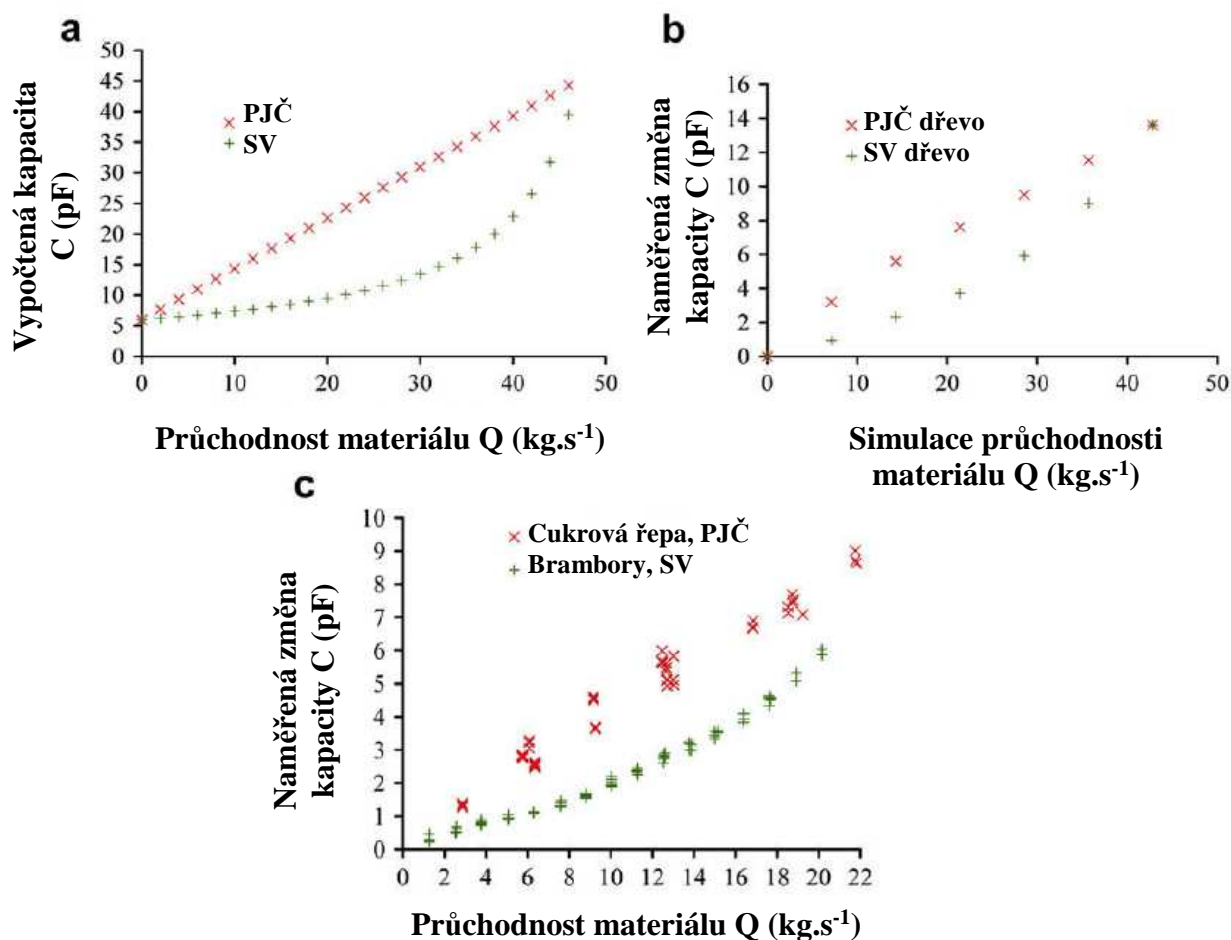 a
Vypočtená kapacita
C (pF)
50
45
40
35
30
25
20
15
10
5
0
PJČ
SV
0 10 20 30 40 50
Průchodnost materiálu Q (kg.s-1)
b
Naměřená změna
kapacity C (pF)
16
14
12
10
8
6
4
2
0
PJČ dřevo
SV dřevo
0 10 20 30 40 50
Simulace průchodnosti
materiálu Q (kg.s-1)
c
Naměřená změna
kapacity C (pF)
10
9
8
7
6
5
4
3
2
1
0
Cukrová řepa, PJČ
Brambory, SV
0 2 4 6 8 10 12 14 16 18 20 22
Průchodnost materiálu Q (kg.s-1)